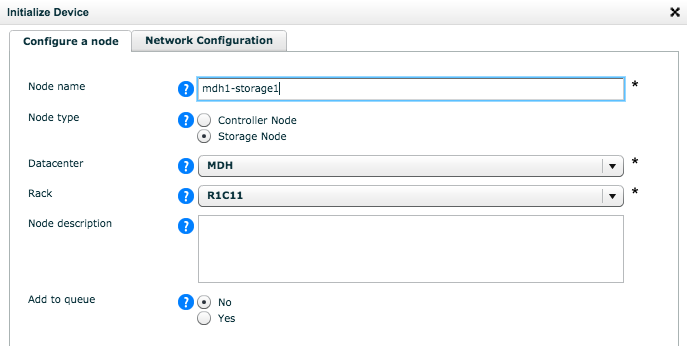 Initialize Device
Configure a node Network Configuration
Node name ? mdh1-storage1 *
Node type ? Controller Node
Storage Node
Datacenter ? MDH *
Rack ? R1C11 *
Node description ?
Add to queue ? No
Yes